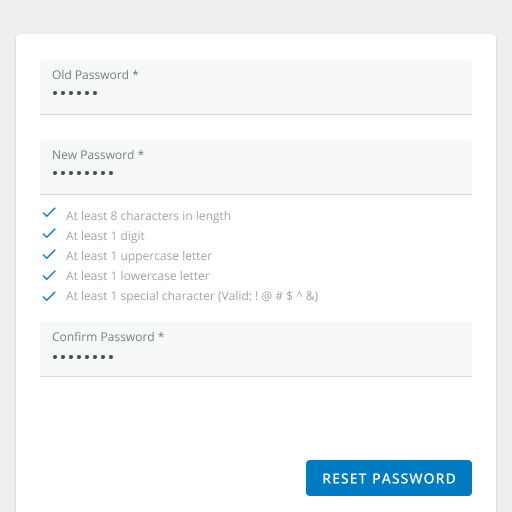 Old Password *
••••••
New Password *
••••••••
At least 8 characters in length
At least 1 digit
At least 1 uppercase letter
At least 1 lowercase letter
At least 1 special character (Valid: ! @ # $ ^ &)
Confirm Password *
••••••••
RESET PASSWORD